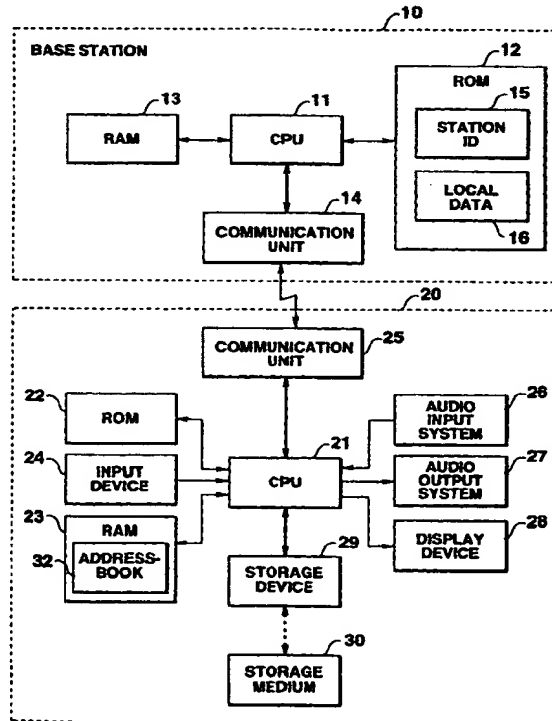 10
BASE STATION
12
ROM
15
STATION
ID
LOCAL
DATA
16
13
RAM
11
CPU
14
COMMUNICATION
UNIT
20
COMMUNICATION
UNIT
25
22
ROM
24
INPUT
DEVICE
23
RAM
32
ADDRESS-
BOOK
21
CPU
26
AUDIO
INPUT
SYSTEM
27
AUDIO
OUTPUT
SYSTEM
28
DISPLAY
DEVICE
29
STORAGE
DEVICE
30
STORAGE
MEDIUM